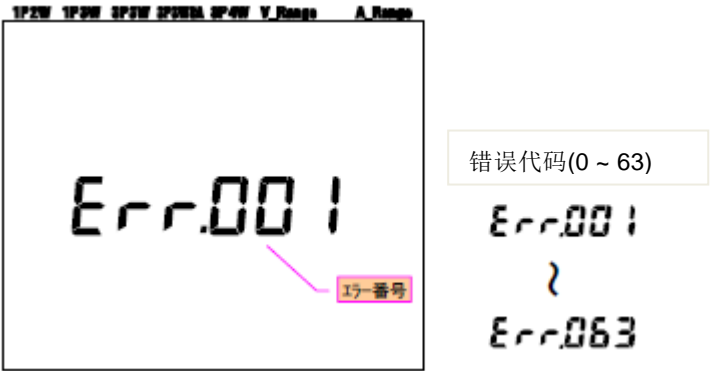 1P2W 1P3W 3P3W 3P3W3A 3P4W V_Range A_Range
Err.001
ｴﾗｰ番号
错误代码(0 ~ 63)
Err.001
~
Err.063